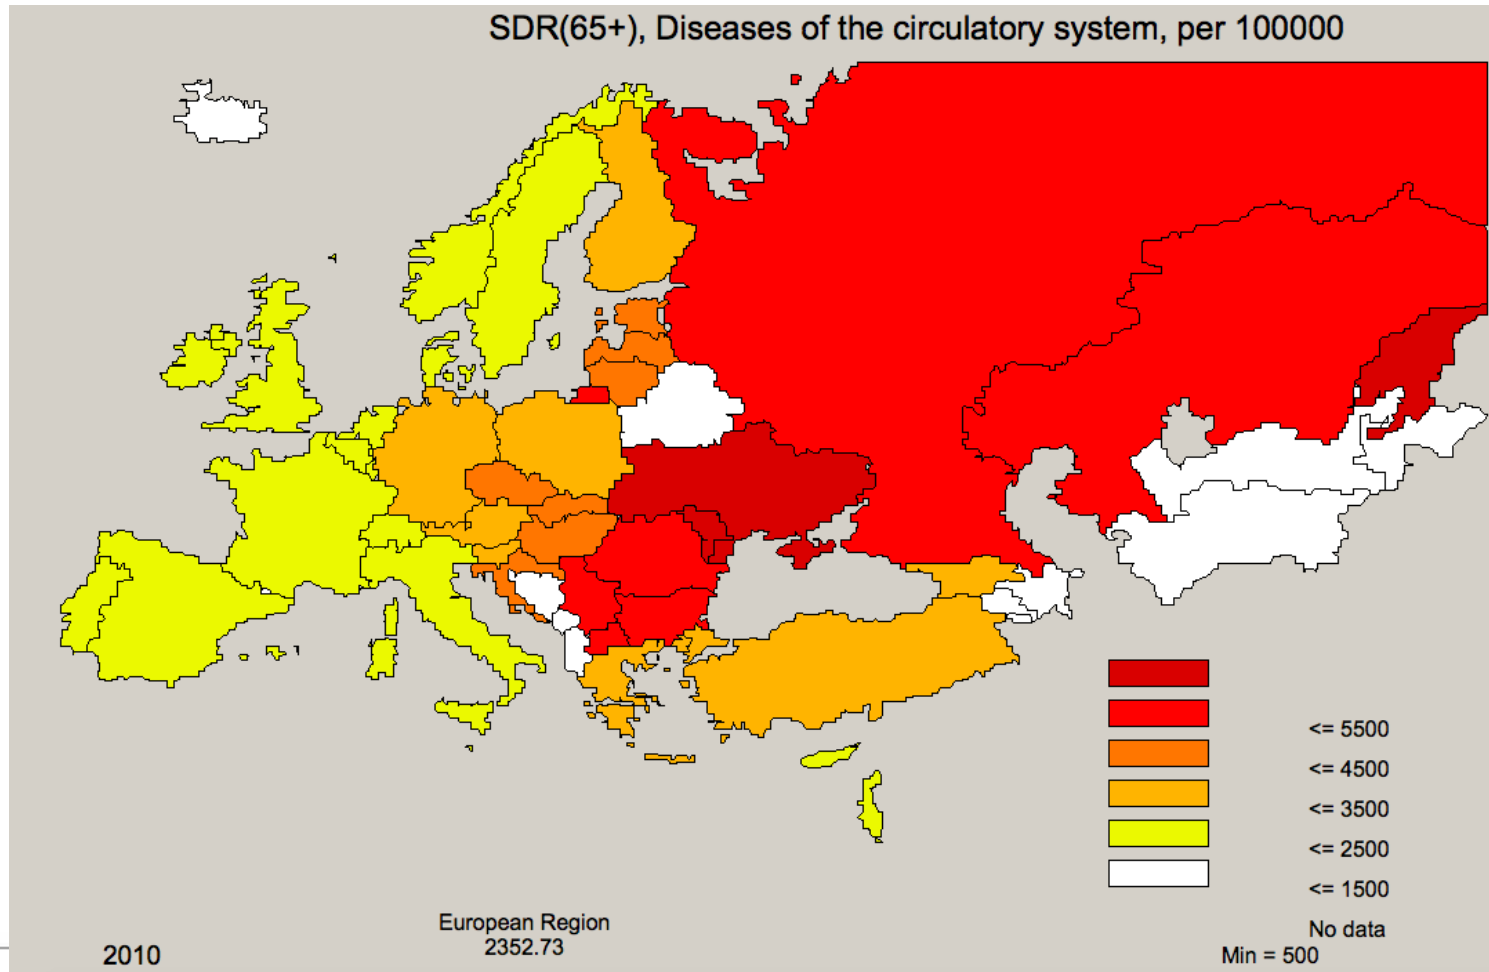 SDR(65+), Diseases of the circulatory system, per 100000
<= 5500
<= 4500
<= 3500
<= 2500
<= 1500
European Region
2352.73
No data
2010
Min = 500